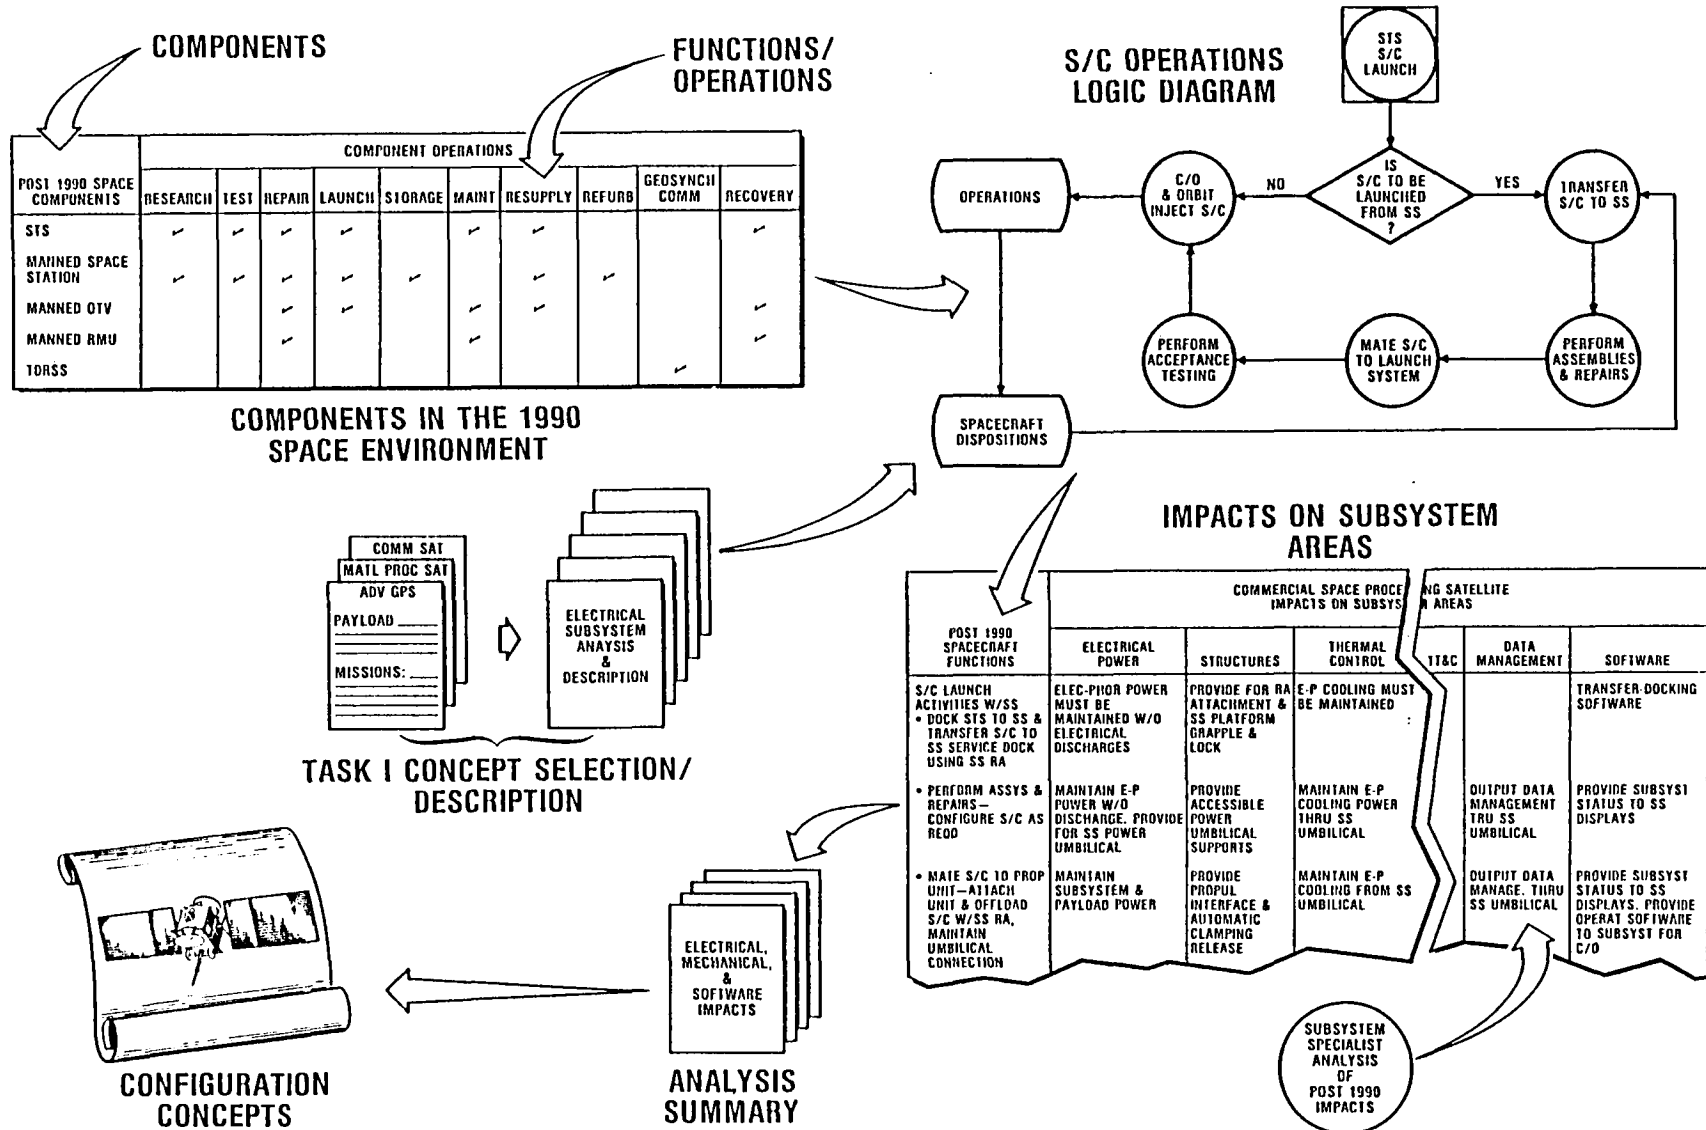 COMPONENTS
FUNCTIONS/
OPERATIONS
COMPONENT OPERATIONS
POST 1990 SPACE
COMPONENTS
RESEARCH
TEST
REPAIR
LAUNCH
STORAGE
MAINT
RESUPPLY
REFURB
GEOSYNCH
COMM
RECOVERY
STS
MANNED SPACE
STATION
MANNED OTV
MANNED RMU
TDRSS
COMPONENTS IN THE 1990
SPACE ENVIRONMENT
S/C OPERATIONS
LOGIC DIAGRAM
STS
S/C
LAUNCH
IS
S/C TO BE
LAUNCHED
FROM SS
?
NO
YES
OPERATIONS
C/O
& ORBIT
INJECT S/C
TRANSFER
S/C TO SS
PERFORM
ACCEPTANCE
TESTING
MATE S/C
TO LAUNCH
SYSTEM
PERFORM
ASSEMBLIES
& REPAIRS
SPACECRAFT
DISPOSITIONS
COMM SAT
MATL PROC SAT
ADV GPS
PAYLOAD
MISSIONS:
ELECTRICAL
SUBSYSTEM
ANAYSIS
&
DESCRIPTION
TASK I CONCEPT SELECTION/
DESCRIPTION
IMPACTS ON SUBSYSTEM
AREAS
COMMERCIAL SPACE PROCE NG SATELLITE
IMPACTS ON SUBSYS AREAS
POST 1990
SPACECRAFT
FUNCTIONS
ELECTRICAL
POWER
STRUCTURES
THERMAL
CONTROL
TT&C
DATA
MANAGEMENT
SOFTWARE
S/C LAUNCH
ACTIVITIES W/SS
• DOCK STS TO SS &
TRANSFER S/C TO
SS SERVICE DOCK
USING SS RA
ELEC-PHOR POWER
MUST BE
MAINTAINED W/O
ELECTRICAL
DISCHARGES
PROVIDE FOR RA
ATTACHMENT &
SS PLATFORM
GRAPPLE &
LOCK
E-P COOLING MUST
BE MAINTAINED
TRANSFER-DOCKING
SOFTWARE
• PERFORM ASSYS &
REPAIRS—
CONFIGURE S/C AS
REQD
MAINTAIN E-P
POWER W/O
DISCHARGE. PROVIDE
FOR SS POWER
UMBILICAL
PROVIDE
ACCESSIBLE
POWER
UMBILICAL
SUPPORTS
MAINTAIN E-P
COOLING POWER
THRU SS
UMBILICAL
OUTPUT DATA
MANAGEMENT
TRU SS
UMBILICAL
PROVIDE SUBSYST
STATUS TO SS
DISPLAYS
• MATE S/C TO PROP
UNIT—ATTACH
UNIT & OFFLOAD
S/C W/SS RA,
MAINTAIN
UMBILICAL
CONNECTION
MAINTAIN
SUBSYSTEM &
PAYLOAD POWER
PROVIDE
PROPUL
INTERFACE &
AUTOMATIC
CLAMPING
RELEASE
MAINTAIN E-P
COOLING FROM SS
UMBILICAL
OUTPUT DATA
MANAGE. THRU
SS UMBILICAL
PROVIDE SUBSYST
STATUS TO SS
DISPLAYS. PROVIDE
OPERAT SOFTWARE
TO SUBSYST FOR
C/O
SUBSYSTEM
SPECIALIST
ANALYSIS
OF
POST 1990
IMPACTS
ELECTRICAL,
MECHANICAL,
&
SOFTWARE
IMPACTS
ANALYSIS
SUMMARY
CONFIGURATION
CONCEPTS